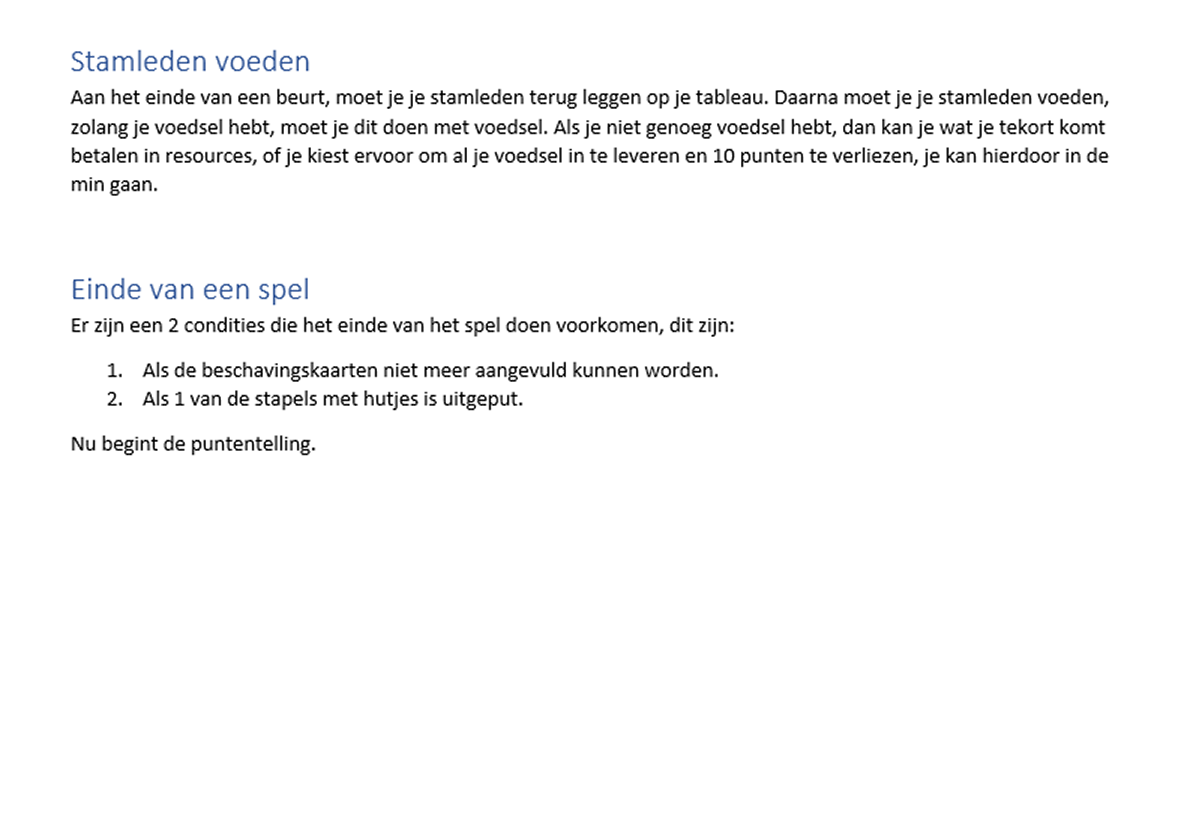 Stamleden voeden
Aan het einde van een beurt, moet je je stamleden terug leggen op je tableau. Daarna moet je je stamleden voeden,
zolang je voedsel hebt, moet je dit doen met voedsel. Als je niet genoeg voedsel hebt, dan kan je wat je tekort komt
betalen in resources, of je kiest ervoor om al je voedsel in te leveren en 10 punten te verliezen, je kan hierdoor in de
min gaan.
Einde van een spel
Er zijn een 2 condities die het einde van het spel doen voorkomen, dit zijn:
1. Als de beschavingskaarten niet meer aangevuld kunnen worden.
2. Als 1 van de stapels met hutjes is uitgeput.
Nu begint de puntentelling.